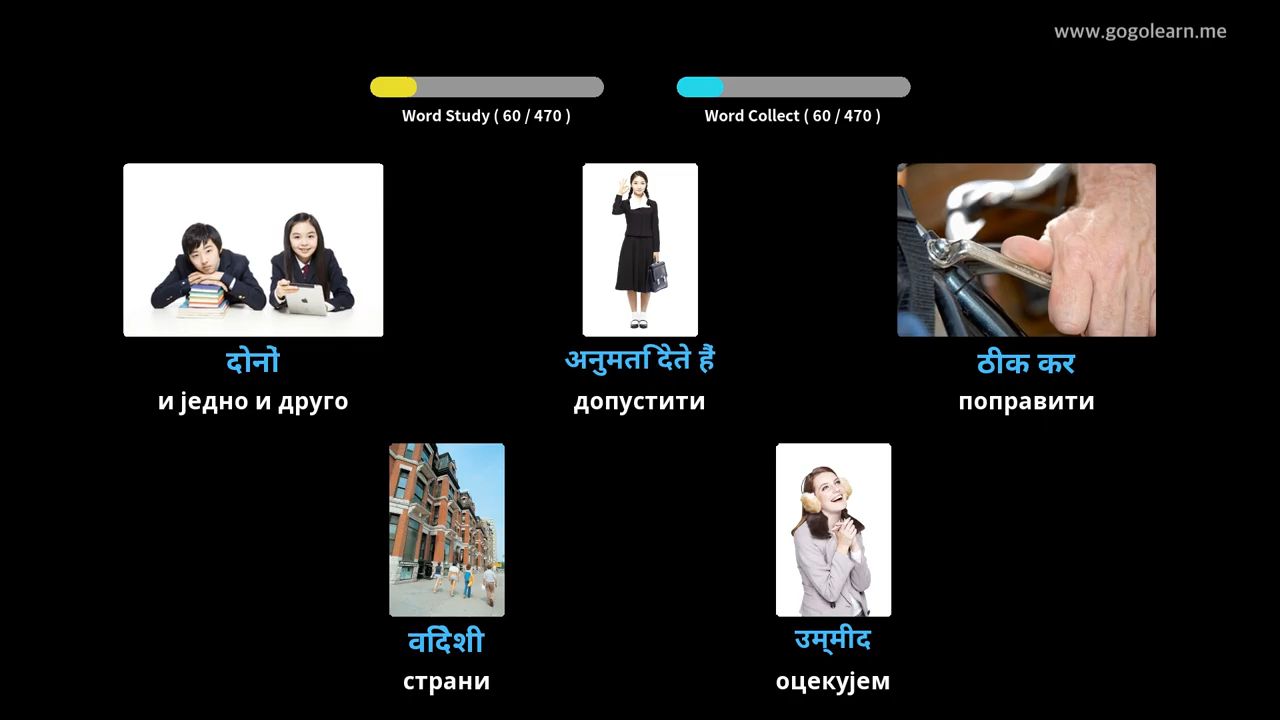 www.gogolearn.me
Word Study ( 60 / 470 )
Word Collect ( 60 / 470 )
दोनों
и једно и друго
अनुमति देते हैं
допустити
ठीक कर
поправити
विदेशी
страни
उम्मीद
оцекујем